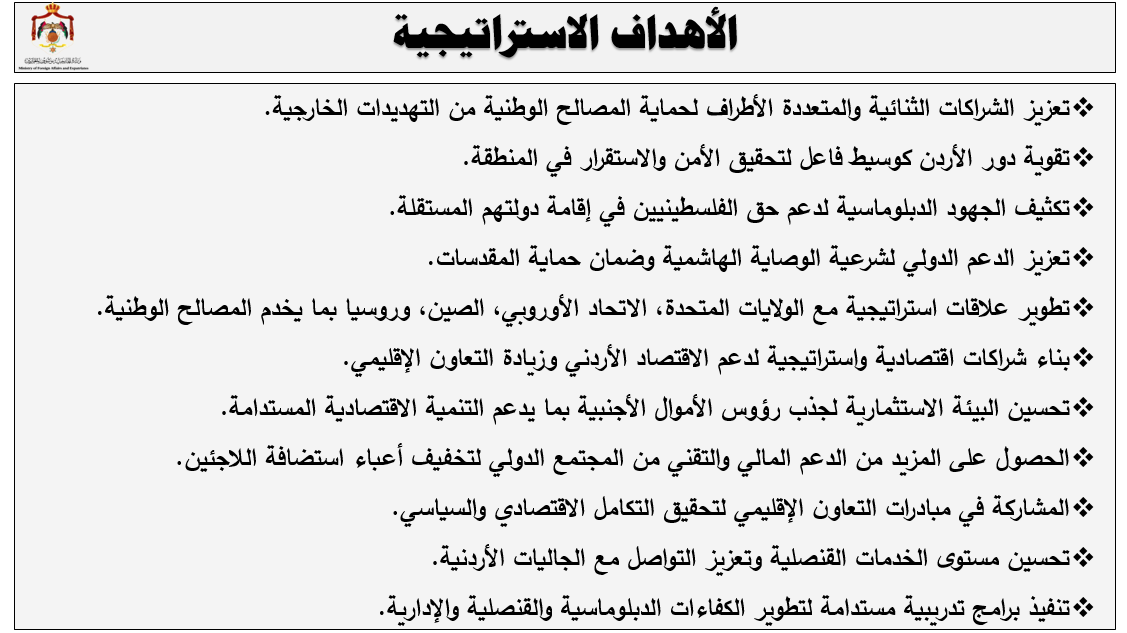 الأهداف الاستراتيجية
Ministry of Foreign Affairs and Expatriates
❖تعزيز الشراكات الثنائية والمتعددة الأطراف لحماية المصالح الوطنية من التهديدات الخارجية.
❖تقوية دور الأردن كوسيط فاعل لتحقيق الأمن والاستقرار في المنطقة.
❖تكثيف الجهود الدبلوماسية لدعم حق الفلسطينيين في إقامة دولتهم المستقلة.
❖تعزيز الدعم الدولي لشرعية الوصاية الهاشمية وضمان حماية المقدسات.
❖تطوير علاقات استراتيجية مع الولايات المتحدة، الاتحاد الأوروبي، الصين، وروسيا بما يخدم المصالح الوطنية.
❖بناء شراكات اقتصادية واستراتيجية لدعم الاقتصاد الأردني وزيادة التعاون الإقليمي.
❖تحسين البيئة الاستثمارية لجذب رؤوس الأموال الأجنبية بما يدعم التنمية الاقتصادية المستدامة.
❖الحصول على المزيد من الدعم المالي والتقني من المجتمع الدولي لتخفيف أعباء استضافة اللاجئين.
❖المشاركة في مبادرات التعاون الإقليمي لتحقيق التكامل الاقتصادي والسياسي.
❖تحسين مستوى الخدمات القنصلية وتعزيز التواصل مع الجاليات الأردنية.
❖تنفيذ برامج تدريبية مستدامة لتطوير الكفاءات الدبلوماسية والقنصلية والإدارية.